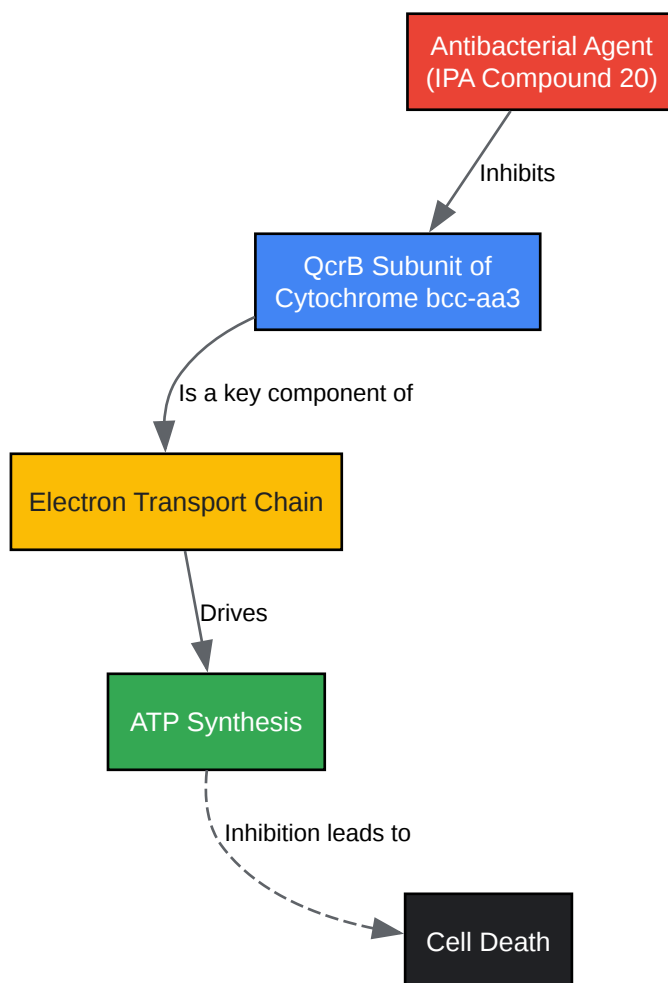 Antibacterial Agent
(IPA Compound 20)
Inhibits
QcrB Subunit of
Cytochrome bcc-aa3
Is a key component of
Electron Transport Chain
Drives
ATP Synthesis
Inhibition leads to
Cell Death